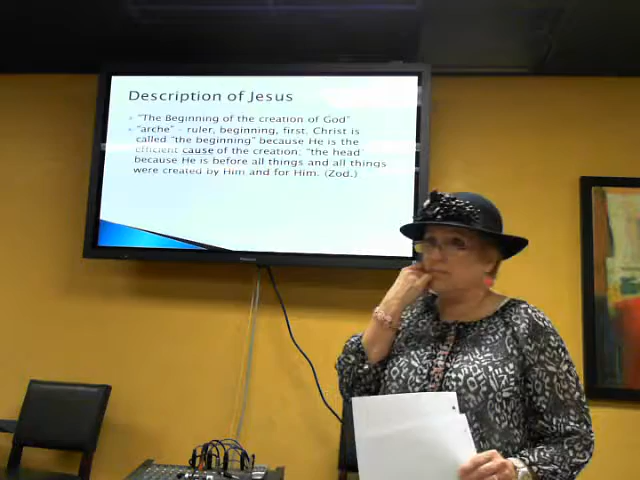 Description of Jesus
"The Beginning of the creation of God"
"arche" - ruler, beginning, first. Christ is
called "the beginning" because He is the
efficient cause of the creation; "the head"
because He is before all things and all things
were created by Him and for Him. (Zod.)
Panasonic